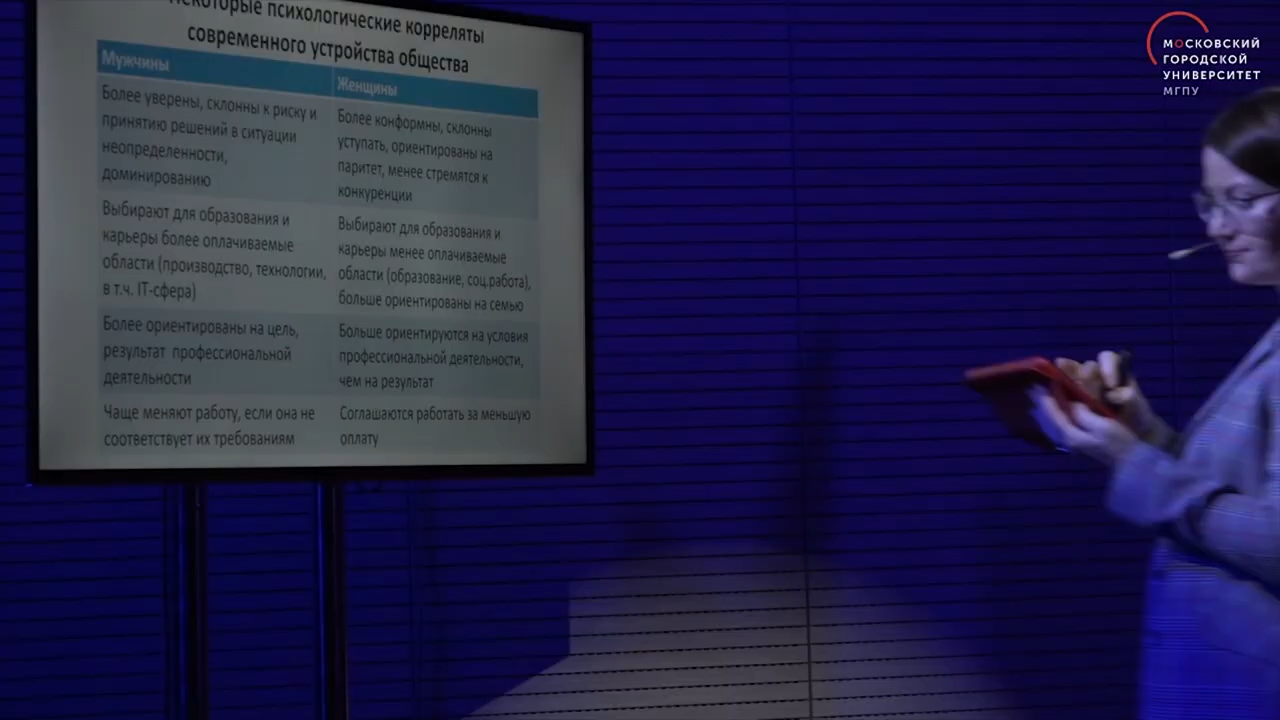 некоторые психологические корреляты
современного устройства общества
Мужчины
Женщины
Более уверены, склонны к риску и
принятию решений в ситуации
неопределенности,
доминированию
Более конформны, склонны
уступать, ориентированы на
паритет, менее стремятся к
конкуренции
Выбирают для образования и
карьеры более оплачиваемые
области (производство, технологии,
в т.ч. IT-сфера)
Выбирают для образования и
карьеры менее оплачиваемые
области (образование, соц.работа),
больше ориентированы на семью
Более ориентированы на цель,
результат профессиональной
деятельности
Больше ориентируются на условия
профессиональной деятельности,
чем на результат
Чаще меняют работу, если она не
соответствует их требованиям
Соглашаются работать за меньшую
оплату
МОСКОВСКИЙ
ГОРОДСКОЙ
УНИВЕРСИТЕТ
МГПУ